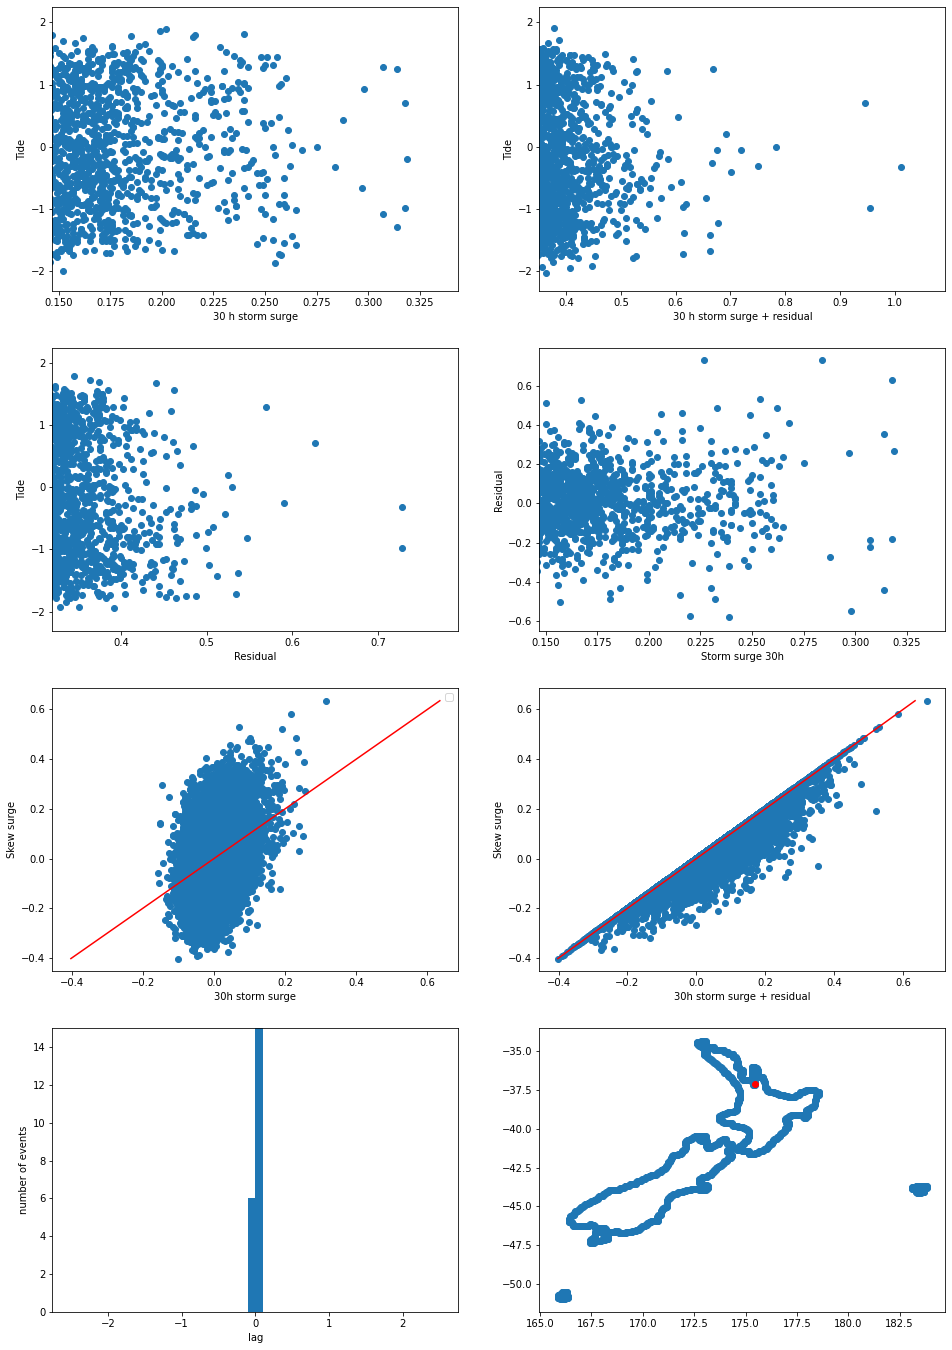 2
1
0
−1
−2
Tide
0.150 0.175 0.200 0.225 0.250 0.275 0.300 0.325
30 h storm surge
2
1
0
−1
−2
Tide
0.4 0.5 0.6 0.7 0.8 0.9 1.0
30 h storm surge + residual
2
1
0
−1
−2
Tide
0.4 0.5 0.6 0.7
Residual
0.6
0.4
0.2
0.0
−0.2
−0.4
−0.6
Residual
0.150 0.175 0.200 0.225 0.250 0.275 0.300 0.325
Storm surge 30h
0.6
0.4
0.2
0.0
−0.2
−0.4
Skew surge
−0.4 −0.2 0.0 0.2 0.4 0.6
30h storm surge
0.6
0.4
0.2
0.0
−0.2
−0.4
Skew surge
−0.4 −0.2 0.0 0.2 0.4 0.6
30h storm surge + residual
14
12
10
8
6
4
2
0
number of events
−2 −1 0 1 2
lag
−35.0
−37.5
−40.0
−42.5
−45.0
−47.5
−50.0
165.0 167.5 170.0 172.5 175.0 177.5 180.0 182.5